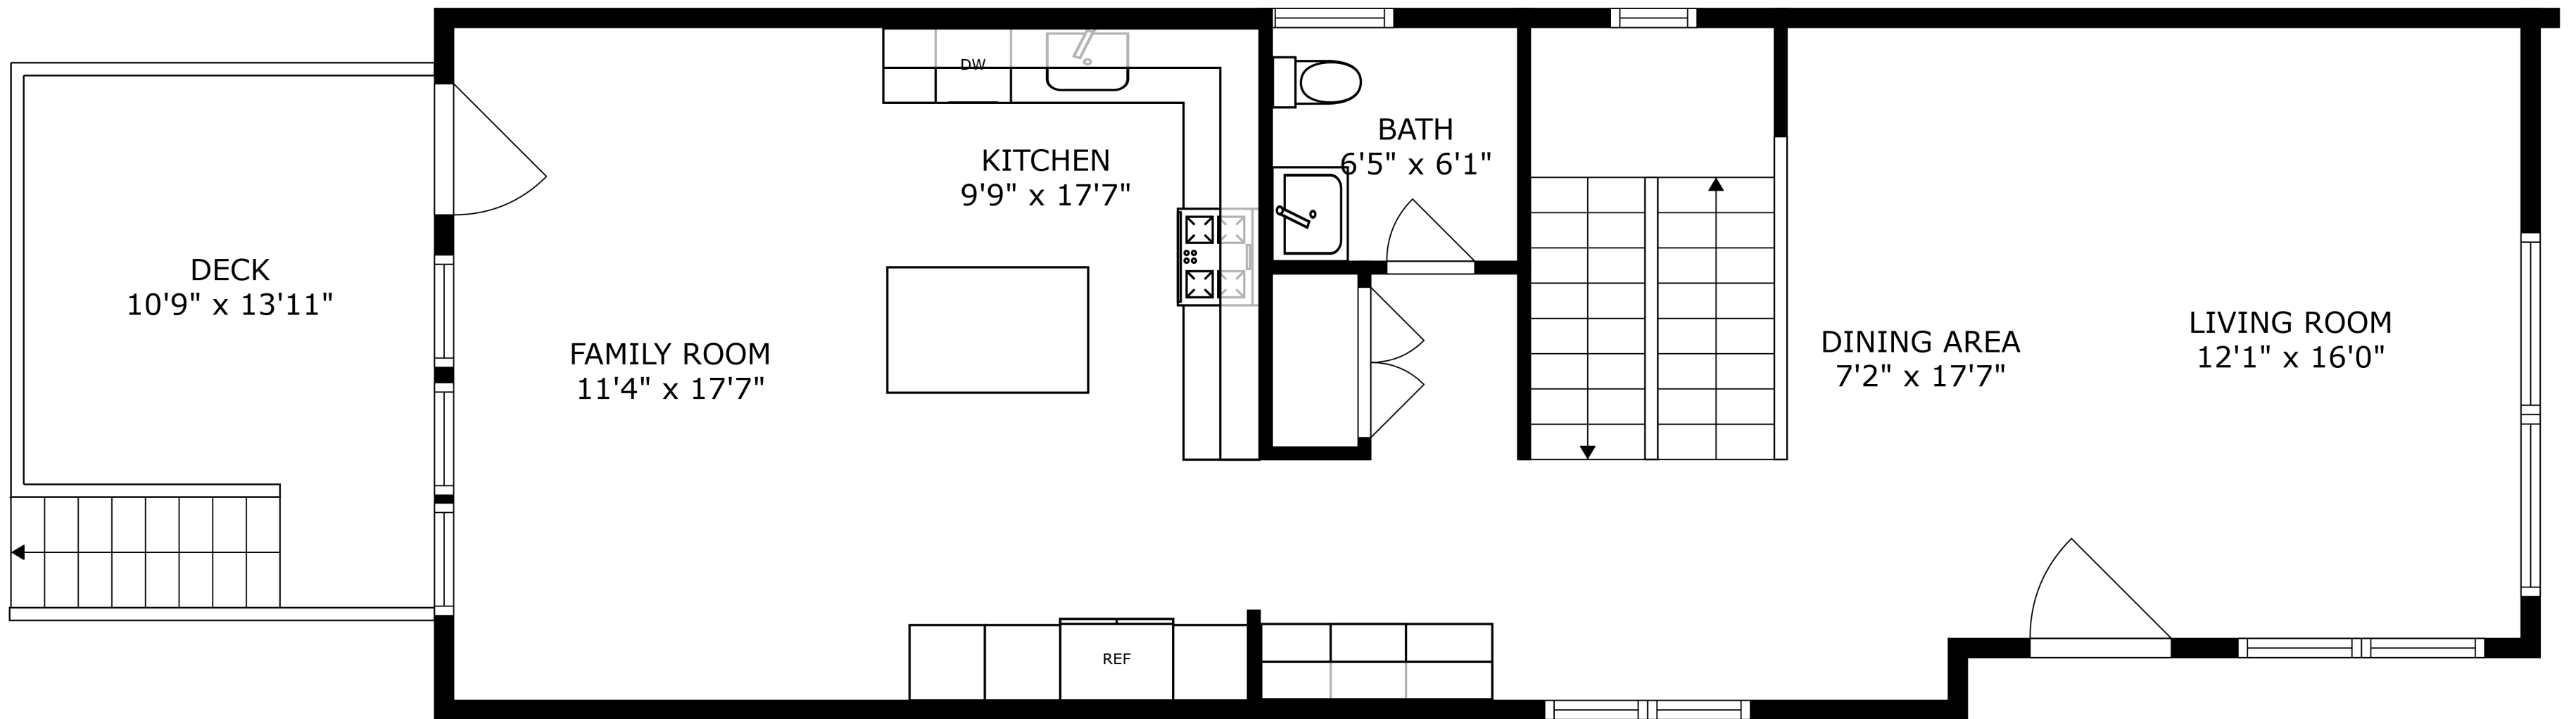 DECK
10'9" x 13'11"
FAMILY ROOM
11'4" x 17'7"
DW
KITCHEN
9'9" x 17'7"
REF
BATH
6'5" x 6'1"
DINING AREA
7'2" x 17'7"
LIVING ROOM
12'1" x 16'0"